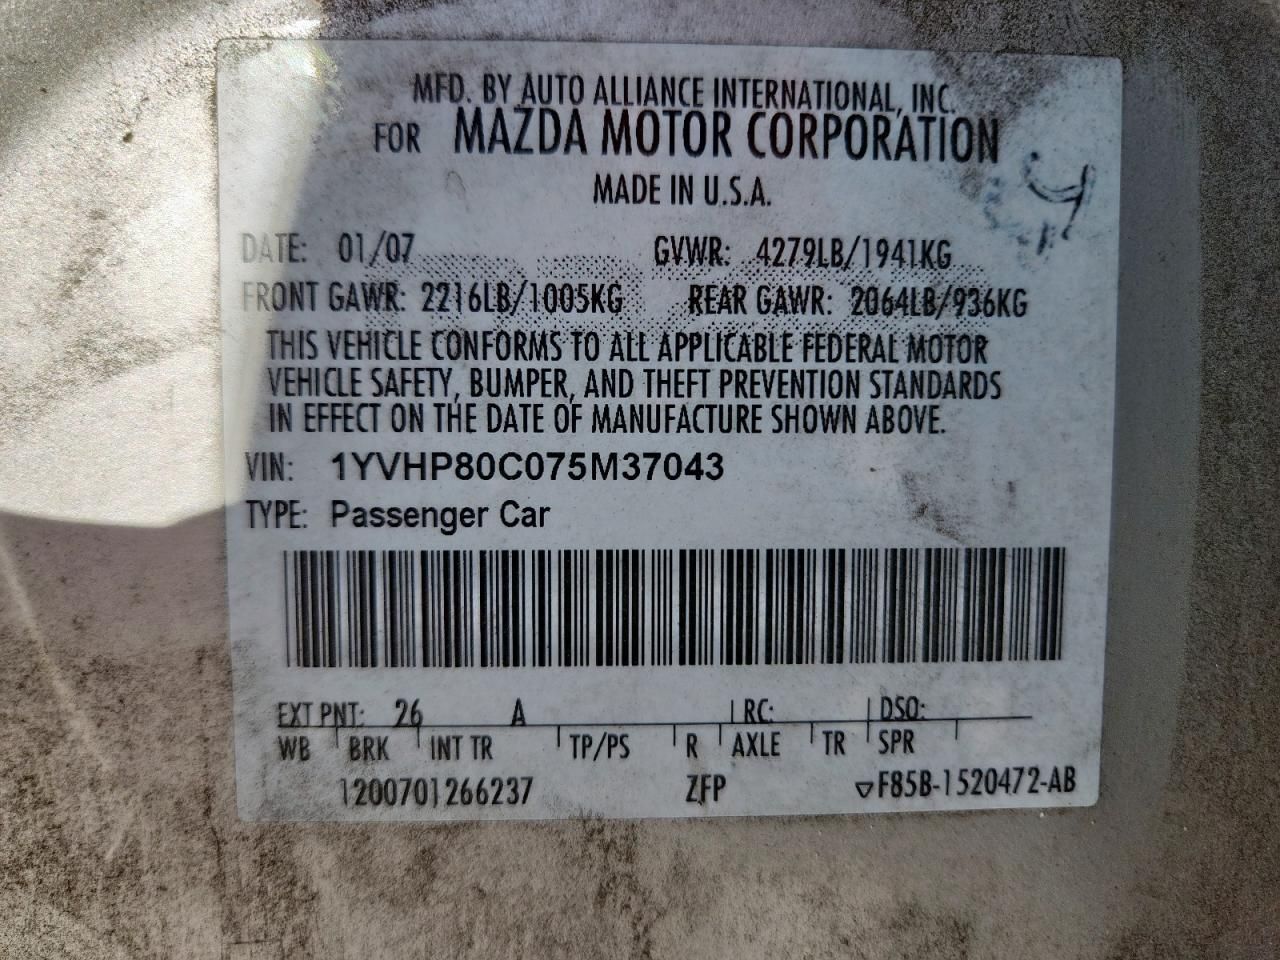 MFD. BY AUTO ALLIANCE INTERNATIONAL, INC.
FOR MAZDA MOTOR CORPORATION
MADE IN U.S.A.
DATE: 01/07 GVWR: 4279LB/1941KG
FRONT GAWR: 2216LB/1005KG REAR GAWR: 2064LB/936KG
THIS VEHICLE CONFORMS TO ALL APPLICABLE FEDERAL MOTOR
VEHICLE SAFETY, BUMPER, AND THEFT PREVENTION STANDARDS
IN EFFECT ON THE DATE OF MANUFACTURE SHOWN ABOVE.
VIN: 1YVHP80C075M37043
TYPE: Passenger Car
EXT PNT: 26 A RC: DSO:
WB BRK INT TR TP/PS R AXLE TR SPR
1200701266237 ZFP ▽F85B-1520472-AB